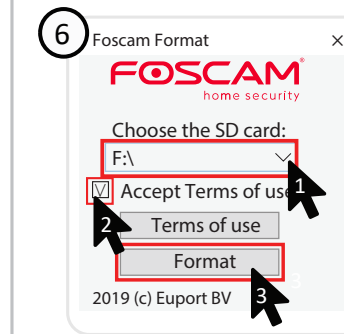 6
Foscam Format ×
FOSCAM
home security
Choose the SD card:
F:\
1
V Accept Terms of use
2 Terms of use
Format
3
2019 (c) Euport BV 3